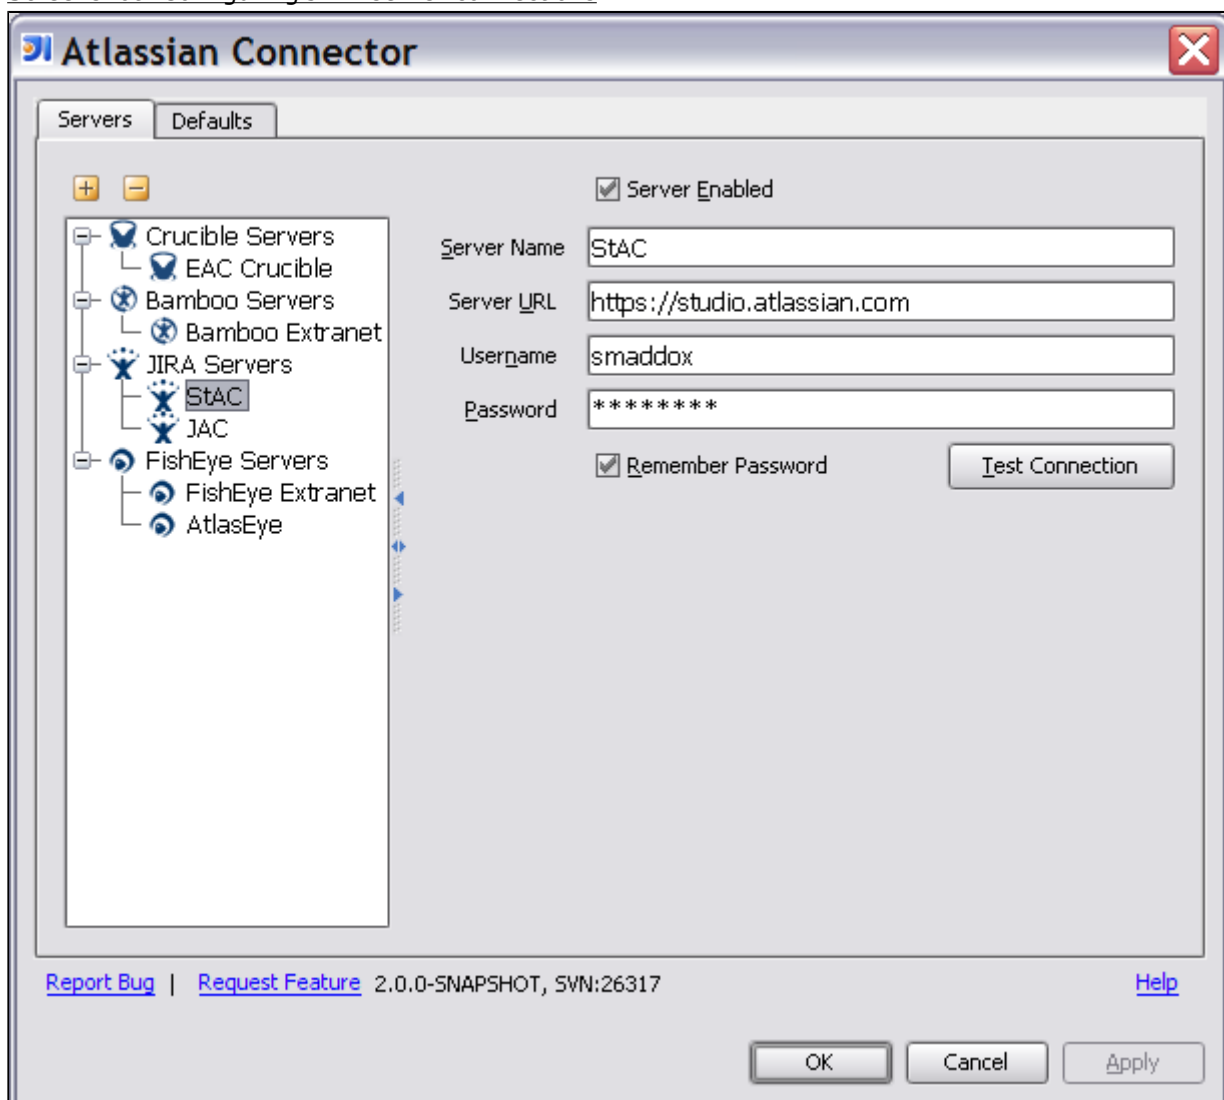 Atlassian Connector
Servers Defaults
Server Enabled
Crucible Servers
EAC Crucible
Bamboo Servers
Bamboo Extranet
JIRA Servers
StAC
JAC
FishEye Servers
FishEye Extranet
AtlasEye
Server Name StAC
Server URL https://studio.atlassian.com
Username smaddox
Password ********
Remember Password Test Connection
Report Bug | Request Feature 2.0.0-SNAPSHOT, SVN:26317 Help
OK Cancel Apply